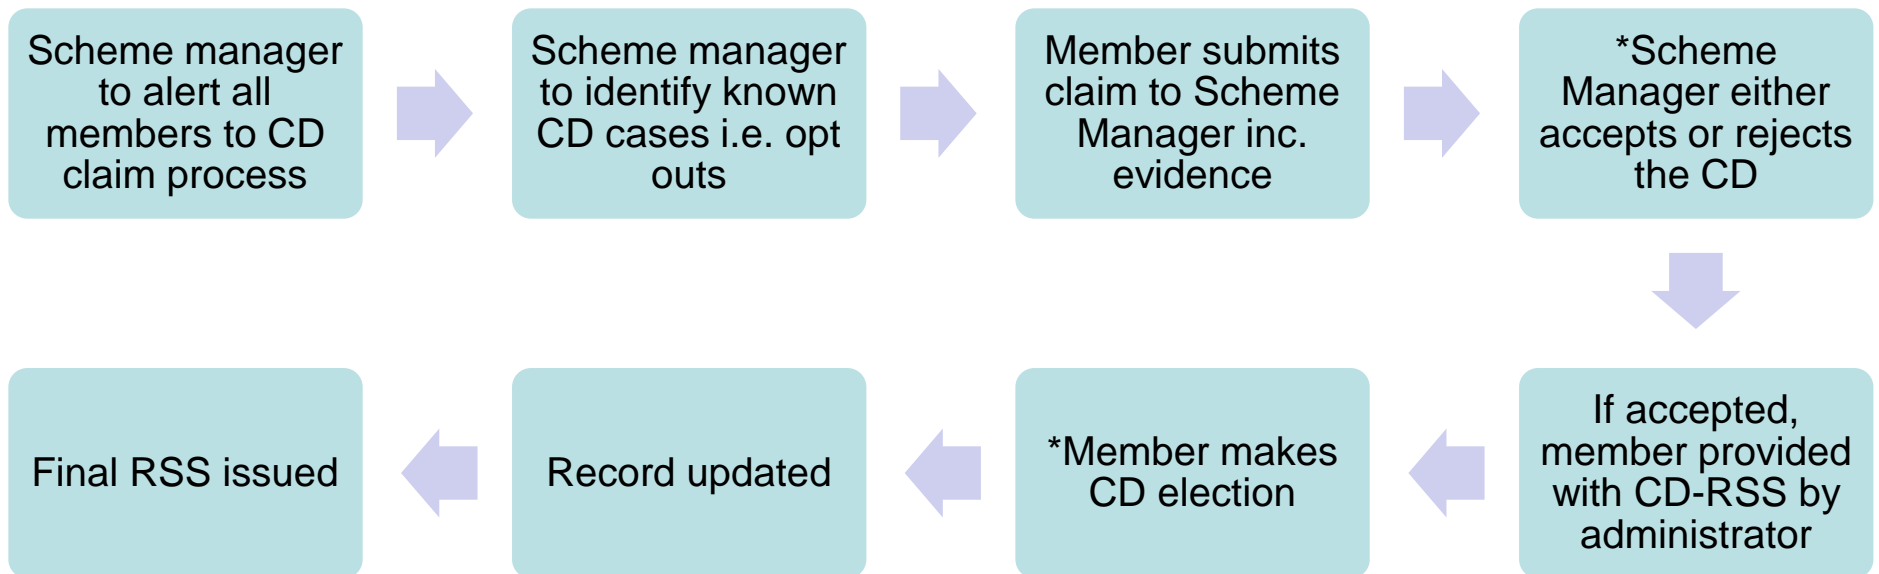 Scheme manager
to alert all
members to CD
claim process
Scheme manager
to identify known
CD cases i.e. opt
outs
Member submits
claim to Scheme
Manager inc.
evidence
*Scheme
Manager either
accepts or rejects
the CD
If accepted,
member provided
with CD-RSS by
administrator
*Member makes
CD election
Record updated
Final RSS issued